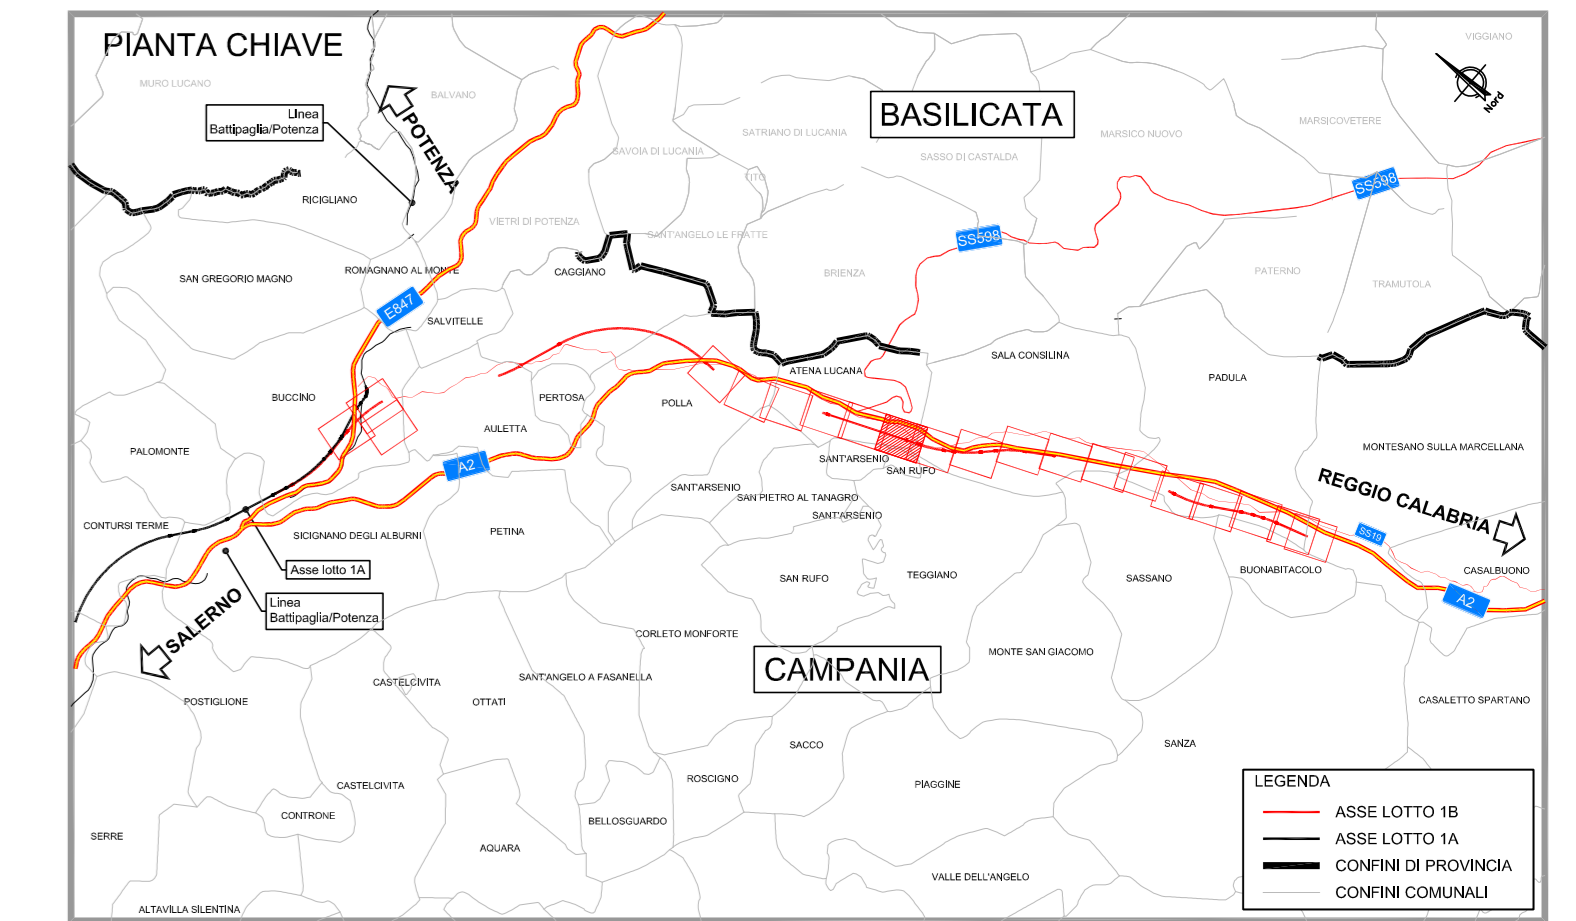 PIANTA CHIAVE
VIGGIANO
MURO LUCANO
BALVANO
Nord
Linea
Battipaglia/Potenza
POTENZA
BASILICATA
SATRIANO DI LUCANIA
MARSICO NUOVO
MARSICOVETERE
SAVOIA DI LUCANIA
SASSO DI CASTALDA
TITO
SS598
RICIGLIANO
VIETRI DI POTENZA
SANT'ANGELO LE FRATTE
SS598
SAN GREGORIO MAGNO
ROMAGNANO AL MONTE
CAGGIANO
BRIENZA
PATERNO
TRAMUTOLA
E847
SALVITELLE
SALA CONSILINA
ATENA LUCANA
PADULA
BUCCINO
PERTOSA
POLLA
AULETTA
PALOMONTE
MONTESANO SULLA MARCELLANA
A2
SANT'ARSENIO
SAN RUFO
SANT'ARSENIO
SAN PIETRO AL TANAGRO
SANT'ARSENIO
REGGIO CALABRIA
CONTURSI TERME
SICIGNANO DEGLI ALBURNI
PETINA
SS19
Asse lotto 1A
SAN RUFO
TEGGIANO
SASSANO
BUONABITACOLO
CASALBUONO
A2
Linea
Battipaglia/Potenza
SALERNO
CORLETO MONFORTE
CAMPANIA
MONTE SAN GIACOMO
CASTELCIVITA
SANT'ANGELO A FASANELLA
POSTIGLIONE
OTTATI
CASALETTO SPARTANO
SACCO
SANZA
ROSCIGNO
PIAGGINE
CASTELCIVITA
CONTRONE
BELLOSGUARDO
SERRE
AQUARA
VALLE DELL'ANGELO
ALTAVILLA SILENTINA
LEGENDA
ASSE LOTTO 1B
ASSE LOTTO 1A
CONFINI DI PROVINCIA
CONFINI COMUNALI